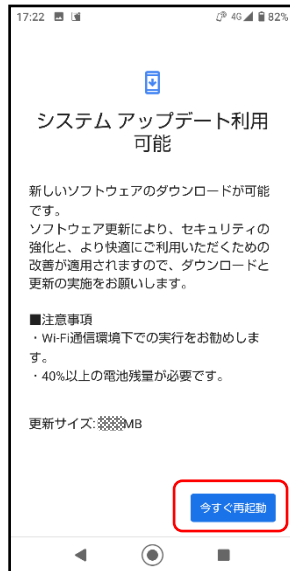 17:22 4G 82%
システム アップデート利用
可能
新しいソフトウェアのダウンロードが可能
です。
ソフトウェア更新により、セキュリティの
強化と、より快適にご利用いただくための
改善が適用されますので、ダウンロードと
更新の実施をお願いします。
■注意事項
・Wi-Fi通信環境下での実行をお勧めしま
す。
・40%以上の電池残量が必要です。
更新サイズ: MB
今すぐ再起動